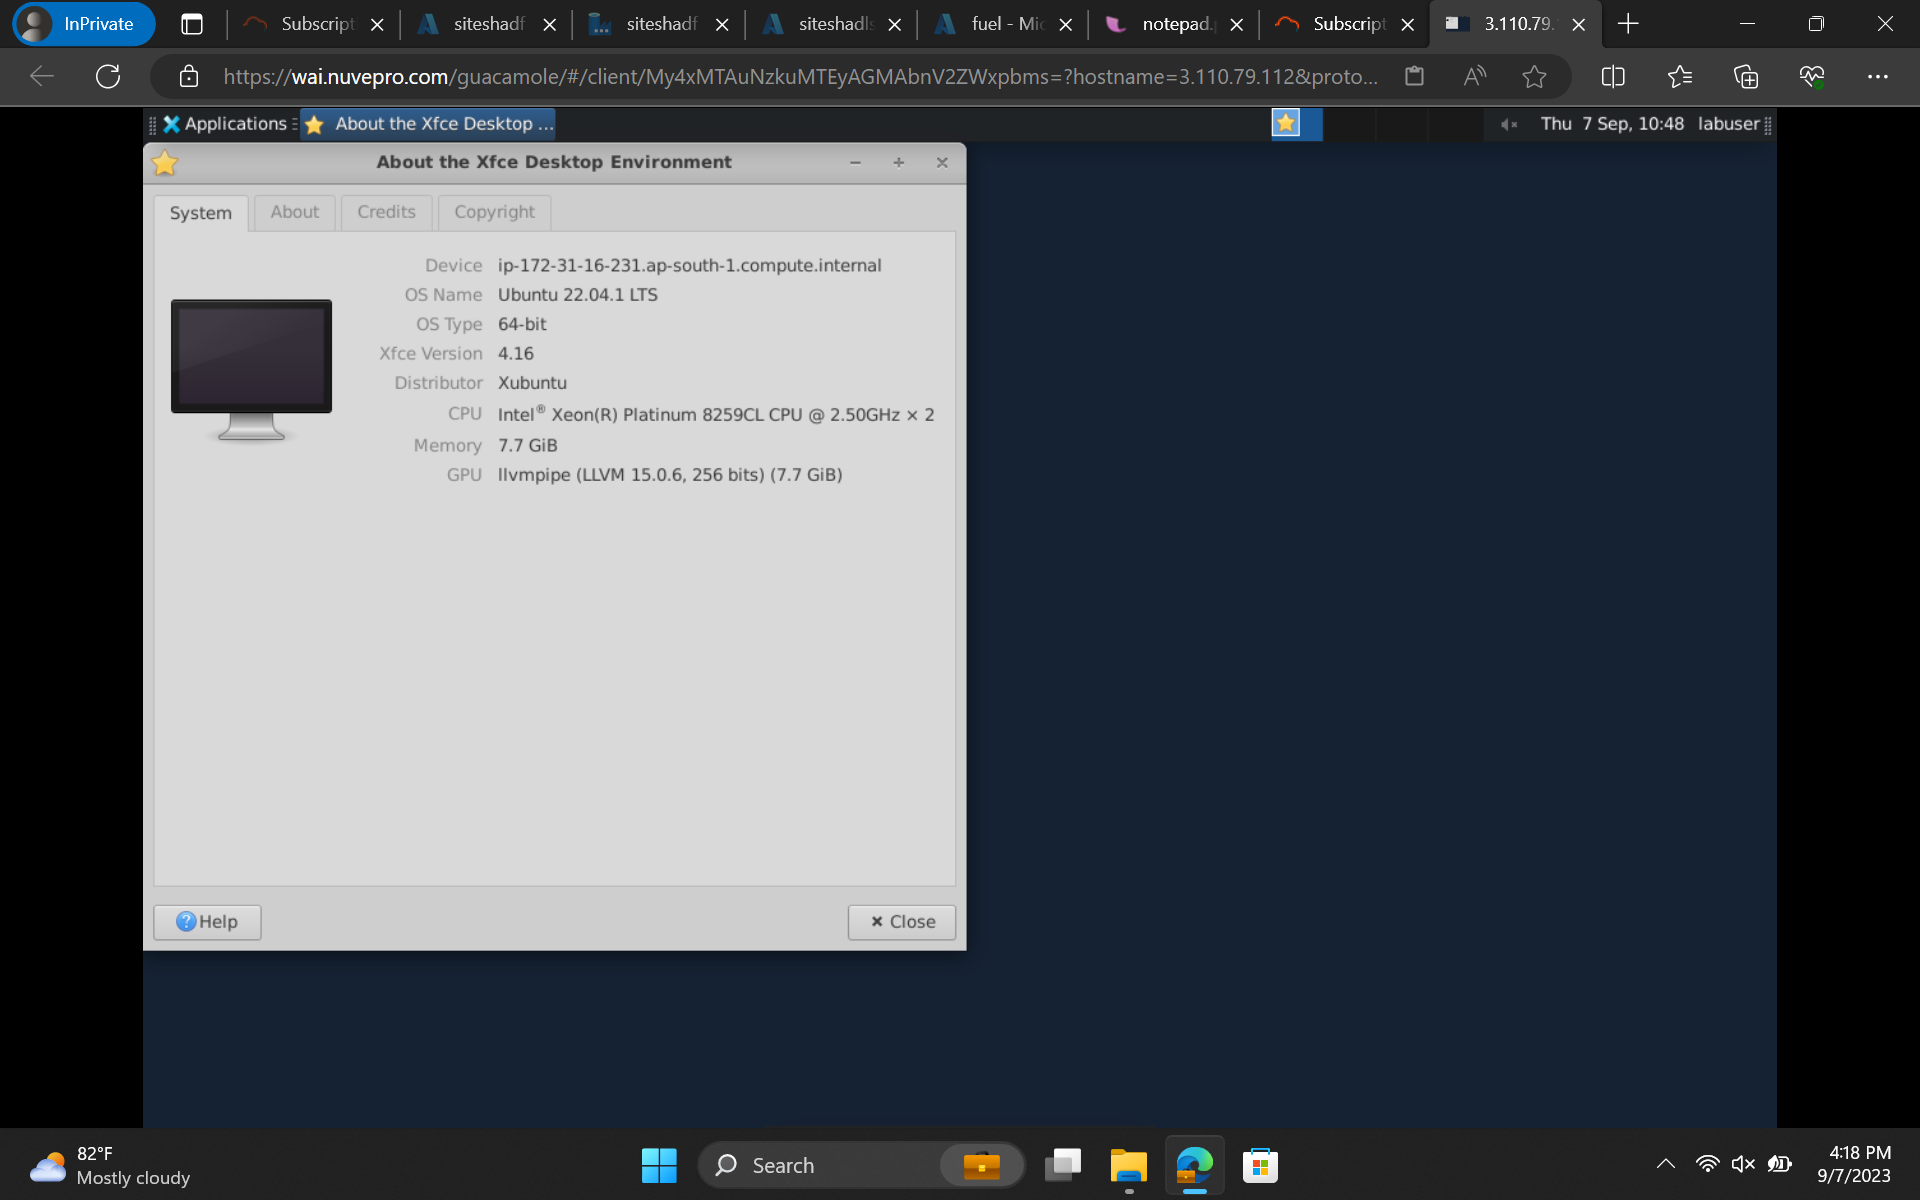 InPrivate
Subscript
siteshadf
siteshadf
siteshadls
fuel - Mic
notepad.
Subscript
3.110.79.
https://wai.nuvepro.com/guacamole/#/client/My4xMTAuNzkuMTEyAGMAbnV2ZWxpbms=?hostname=3.110.79.112&proto...
Applications
About the Xfce Desktop ...
Thu 7 Sep, 10:48 labuser
About the Xfce Desktop Environment
System About Credits Copyright
Device ip-172-31-16-231.ap-south-1.compute.internal
OS Name Ubuntu 22.04.1 LTS
OS Type 64-bit
Xfce Version 4.16
Distributor Xubuntu
CPU Intel® Xeon(R) Platinum 8259CL CPU @ 2.50GHz × 2
Memory 7.7 GiB
GPU llvmpipe (LLVM 15.0.6, 256 bits) (7.7 GiB)
Help
Close
82°F
Mostly cloudy
Search
4:18 PM
9/7/2023